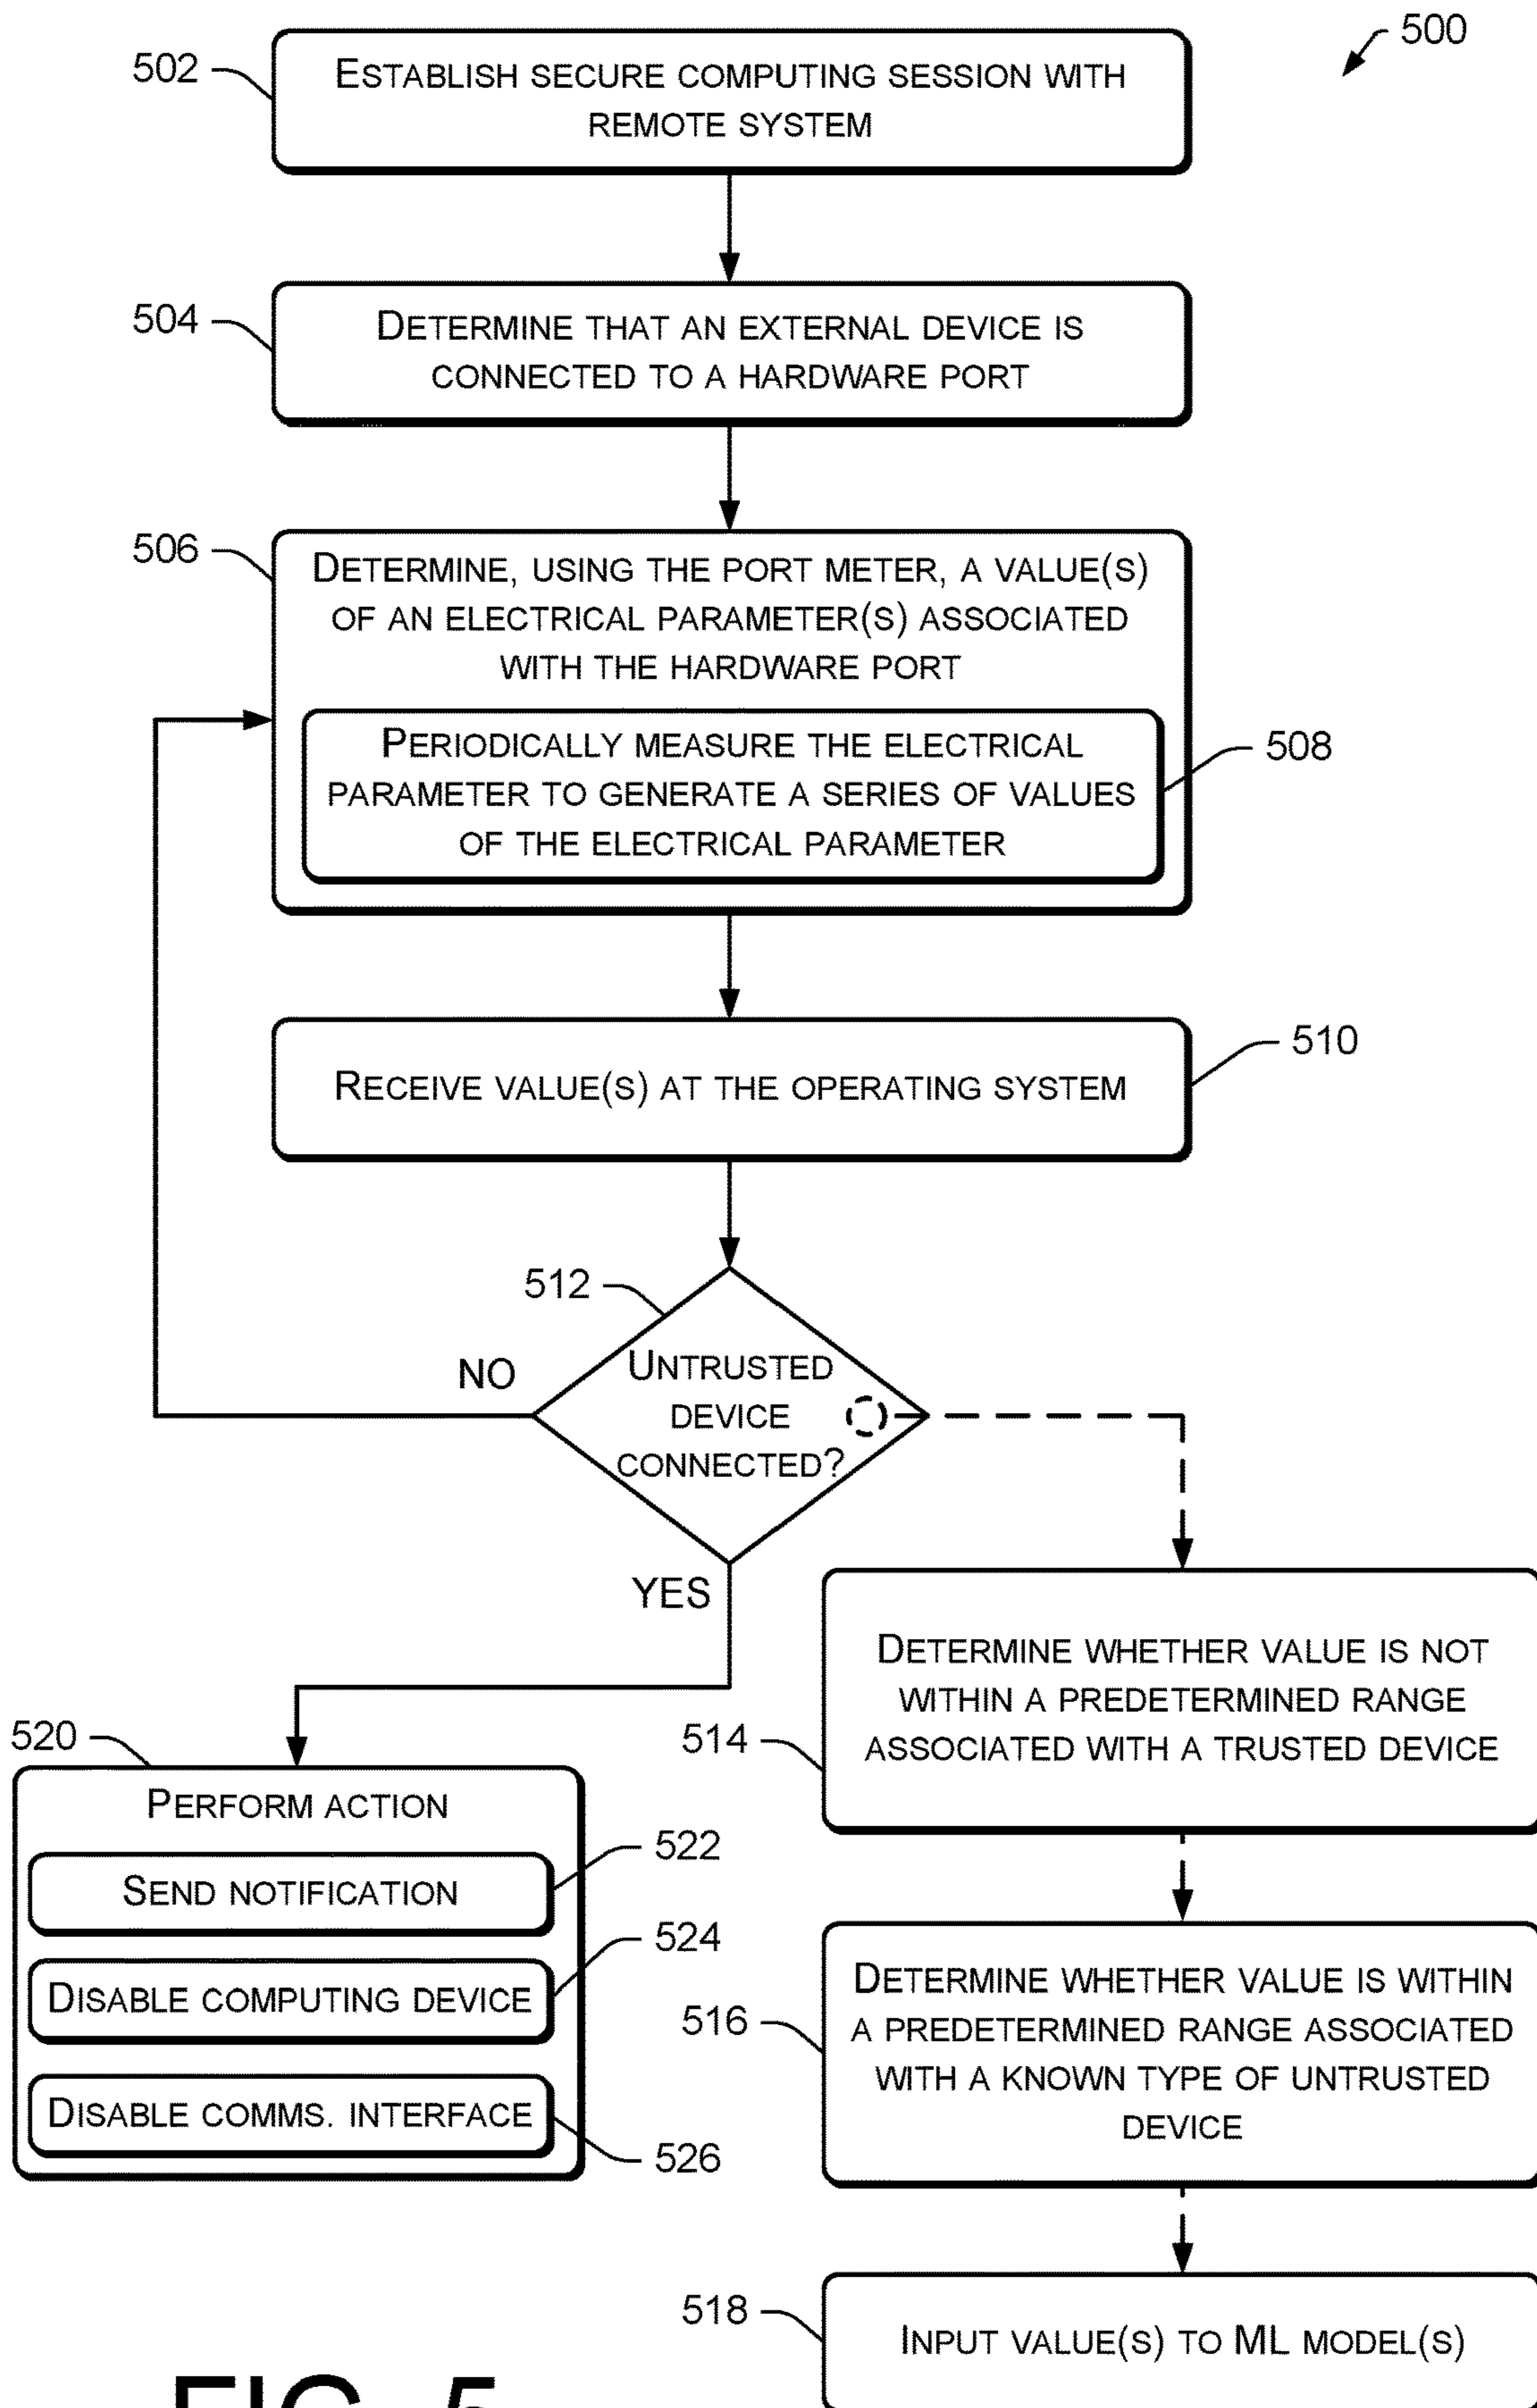 500
502
ESTABLISH SECURE COMPUTING SESSION WITH
REMOTE SYSTEM
504
DETERMINE THAT AN EXTERNAL DEVICE IS
CONNECTED TO A HARDWARE PORT
506
DETERMINE, USING THE PORT METER, A VALUE(S)
OF AN ELECTRICAL PARAMETER(S) ASSOCIATED
WITH THE HARDWARE PORT
PERIODICALLY MEASURE THE ELECTRICAL
PARAMETER TO GENERATE A SERIES OF VALUES
OF THE ELECTRICAL PARAMETER
508
RECEIVE VALUE(S) AT THE OPERATING SYSTEM
510
512
UNTRUSTED
DEVICE
CONNECTED?
NO
YES
514
DETERMINE WHETHER VALUE IS NOT
WITHIN A PREDETERMINED RANGE
ASSOCIATED WITH A TRUSTED DEVICE
516
DETERMINE WHETHER VALUE IS WITHIN
A PREDETERMINED RANGE ASSOCIATED
WITH A KNOWN TYPE OF UNTRUSTED
DEVICE
518
INPUT VALUE(S) TO ML MODEL(S)
520
PERFORM ACTION
SEND NOTIFICATION
522
DISABLE COMPUTING DEVICE
524
DISABLE COMMS. INTERFACE
526
FIG. 5